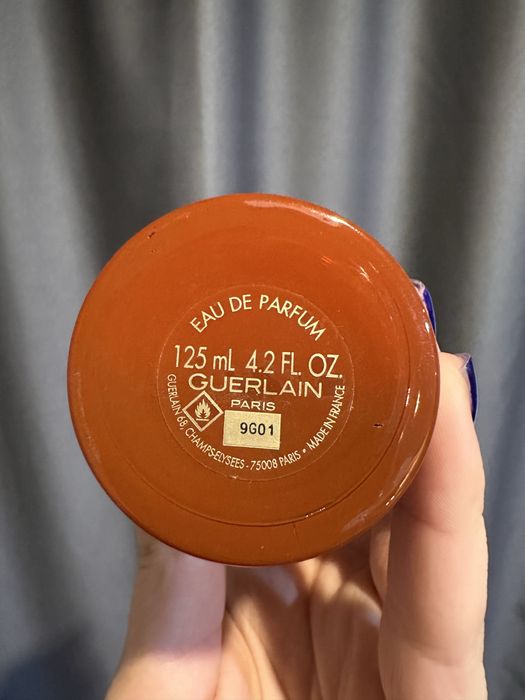 EAU DE PARFUM
125 mL 4.2 FL. OZ.
GUERLAIN
PARIS
9G01
GUERLAIN 68, CHAMPS-ELYSEES - 75008 PARIS • MADE IN FRANCE